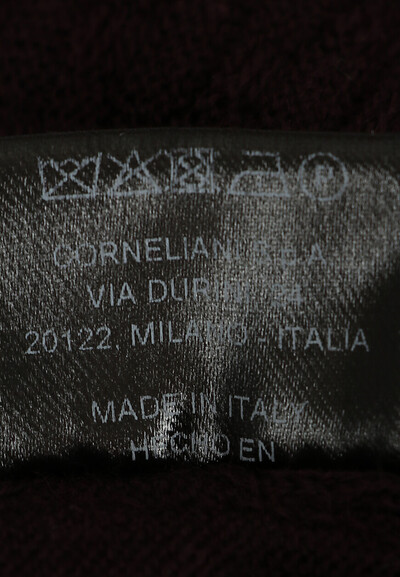 CORNELIANI S.P.A.
VIA DURINI, 24
20122, MILANO - ITALIA
MADE IN ITALY
HECHO EN